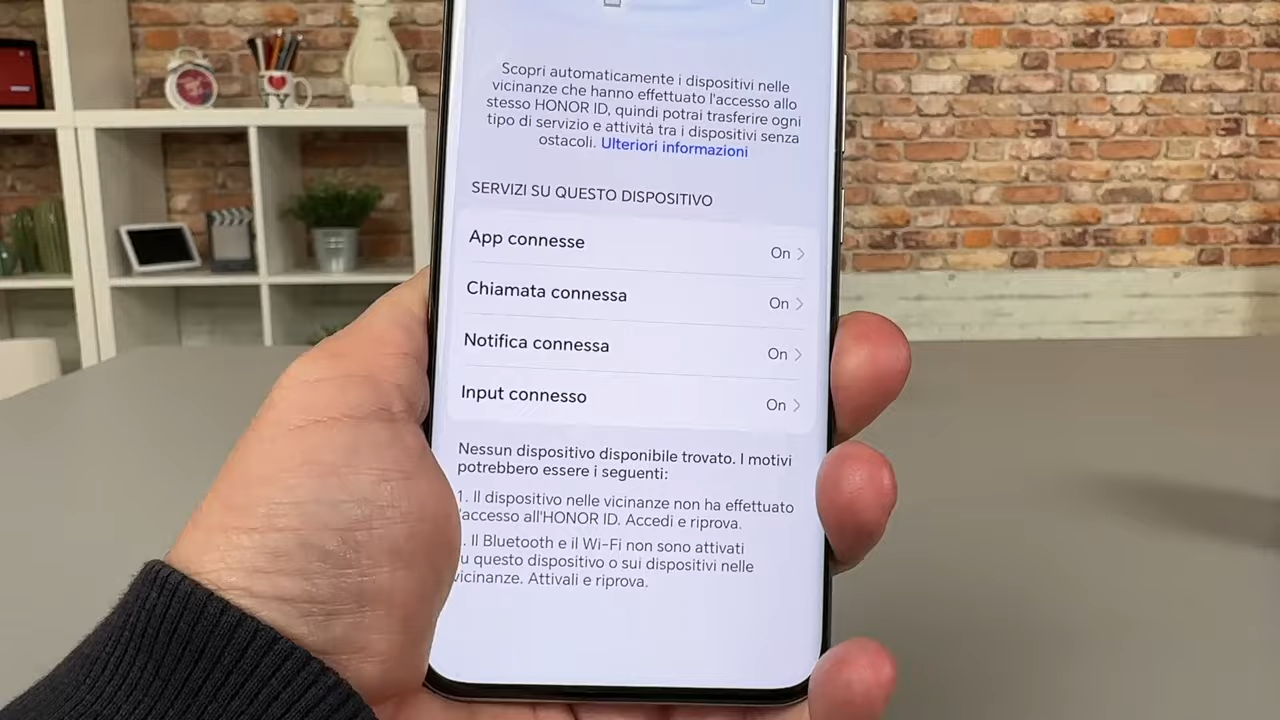 Scopri automaticamente i dispositivi nelle
vicinanze che hanno effettuato l'accesso allo
stesso HONOR ID, quindi potrai trasferire ogni
tipo di servizio e attività tra i dispositivi senza
ostacoli. Ulteriori informazioni
SERVIZI SU QUESTO DISPOSITIVO
App connesse On
Chiamata connessa On
Notifica connessa On
Input connesso On
Nessun dispositivo disponibile trovato. I motivi
potrebbero essere i seguenti:
1. Il dispositivo nelle vicinanze non ha effettuato
'accesso all'HONOR ID. Accedi e riprova.
. Il Bluetooth e il Wi-Fi non sono attivati
u questo dispositivo o sui dispositivi nelle
vicinanze. Attivali e riprova.